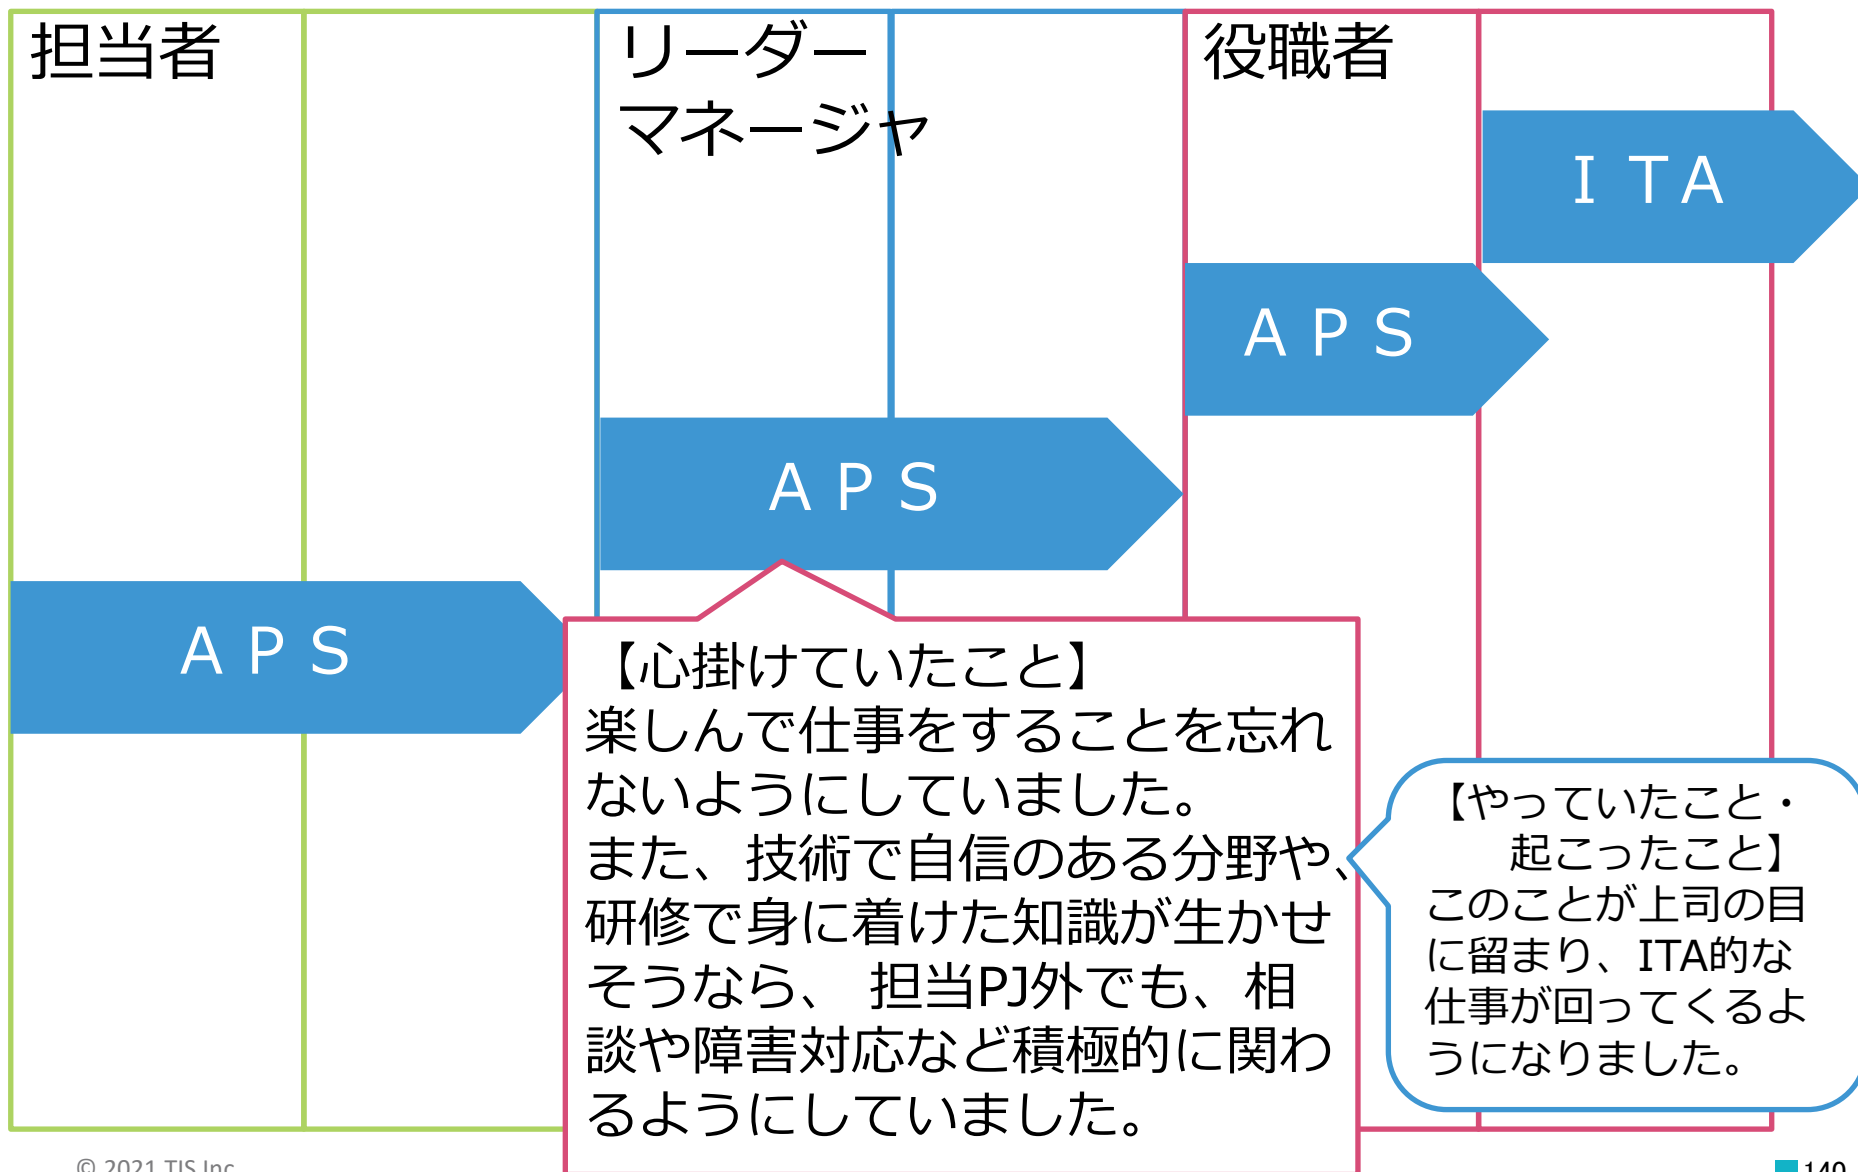 担当者
リーダー
マネージャ
役職者
ＩＴＡ
ＡＰＳ
ＡＰＳ
ＡＰＳ
【心掛けていたこと】
楽しんで仕事をすることを忘れ
ないようにしていました。
また、技術で自信のある分野や、
研修で身に着けた知識が生かせ
そうなら、 担当PJ外でも、相
談や障害対応など積極的に関わ
るようにしていました。
【やっていたこと・
起こったこと】
このことが上司の目
に留まり、ITA的な
仕事が回ってくるよ
うになりました。
© 2021 TIS Inc.
140